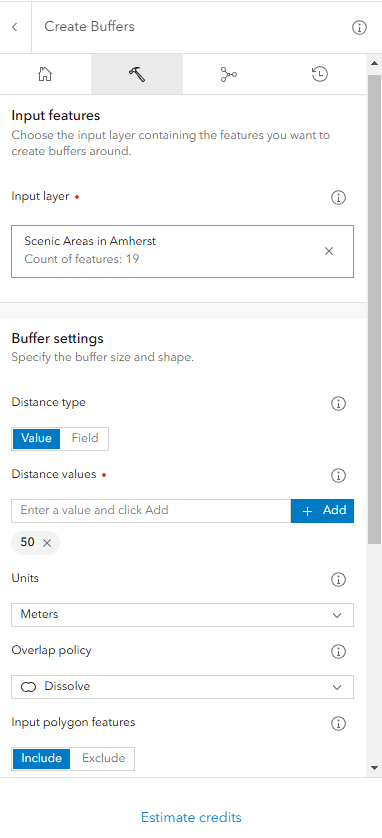 Create Buffers
Input features
Choose the input layer containing the features you want to
create buffers around.
Input layer
Scenic Areas in Amherst
Count of features: 19
Buffer settings
Specify the buffer size and shape.
Distance type
Value Field
Distance values
Enter a value and click Add + Add
50
Units
Meters
Overlap policy
Dissolve
Input polygon features
Include Exclude
Estimate credits